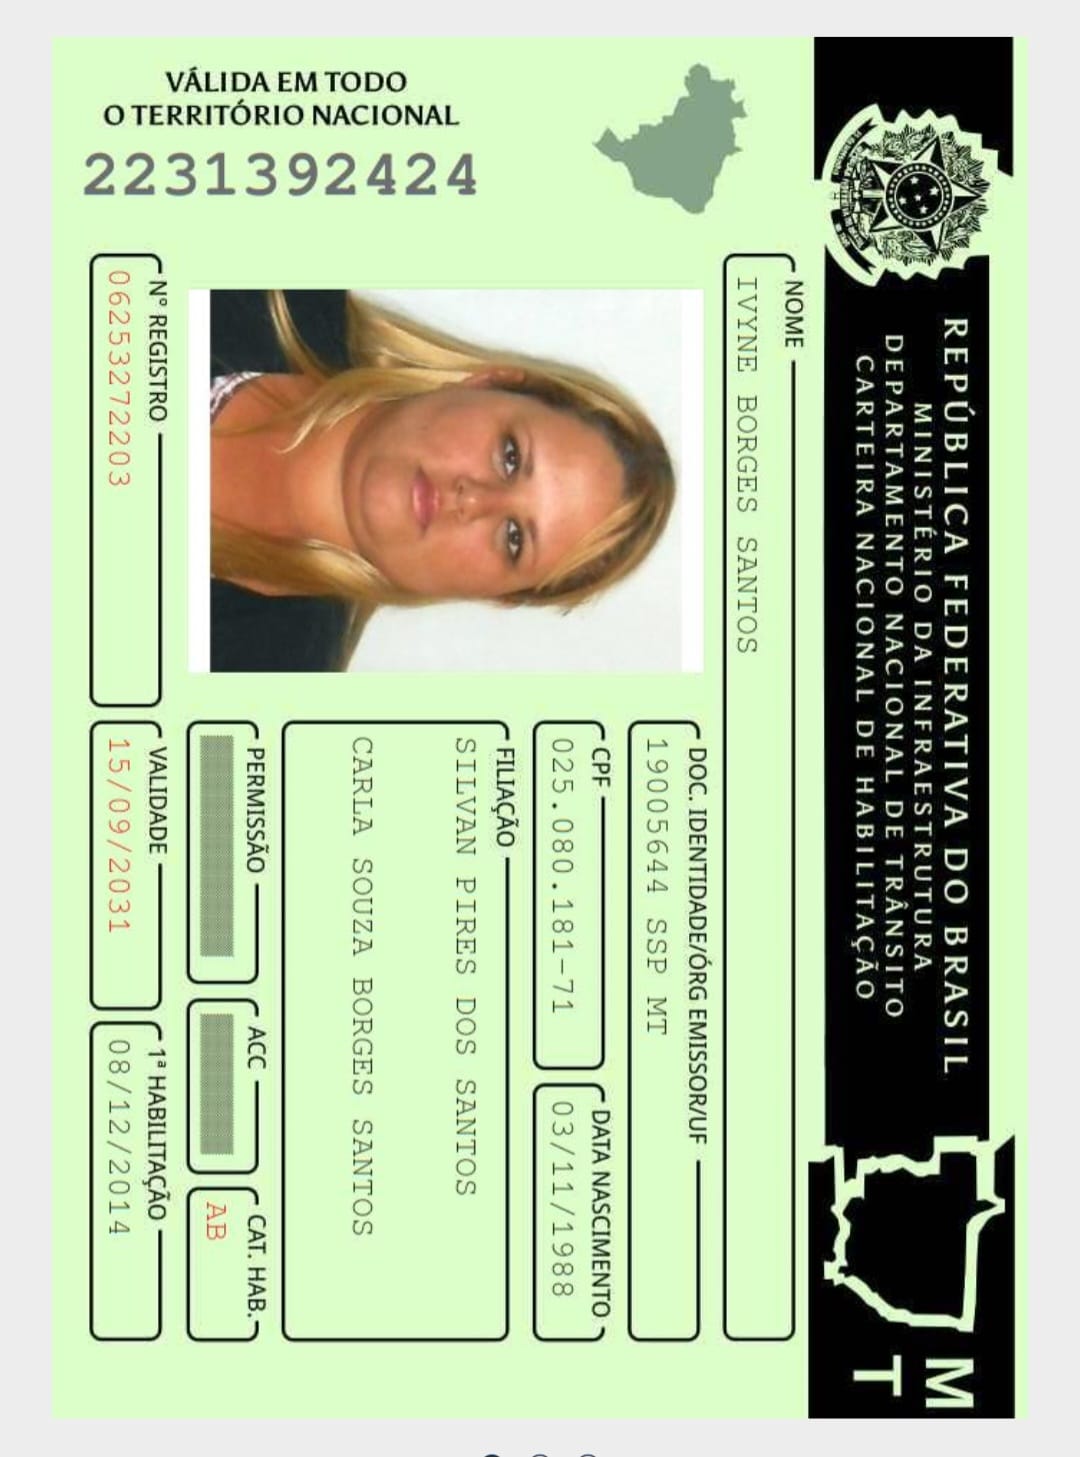 REPÚBLICA FEDERATIVA DO BRASIL
MINISTÉRIO DA INFRAESTRUTURA
DEPARTAMENTO NACIONAL DE TRÂNSITO
CARTEIRA NACIONAL DE HABILITAÇÃO
MT
VÁLIDA EM TODO
O TERRITÓRIO NACIONAL
2231392424
NOME
IVYNE BORGES SANTOS
DOC. IDENTIDADE/ÓRG EMISSOR/UF
19005644 SSP MT
CPF
025.080.181-71
DATA NASCIMENTO
03/11/1988
FILIAÇÃO
SILVAN PIRES DOS SANTOS
CARLA SOUZA BORGES SANTOS
PERMISSÃO
ACC
CAT. HAB.
AB
Nº REGISTRO
06253272203
VALIDADE
15/09/2031
1ª HABILITAÇÃO
08/12/2014